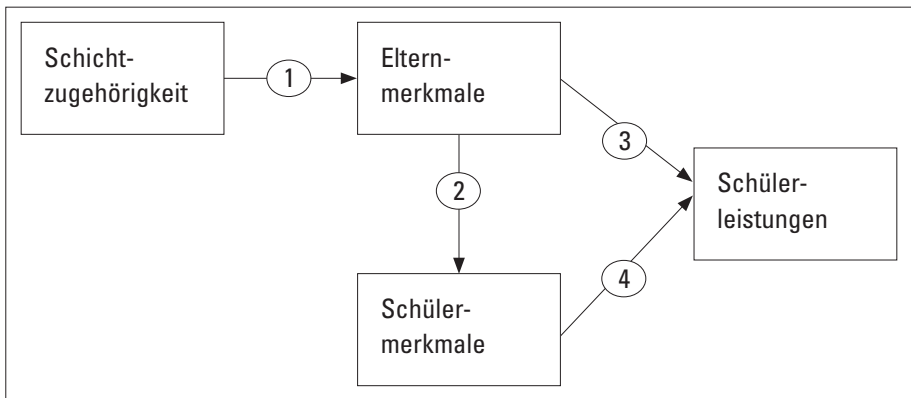 Schicht-
zugehörigkeit
1
Eltern-
merkmale
3
2
Schüler-
leistungen
4
Schüler-
merkmale